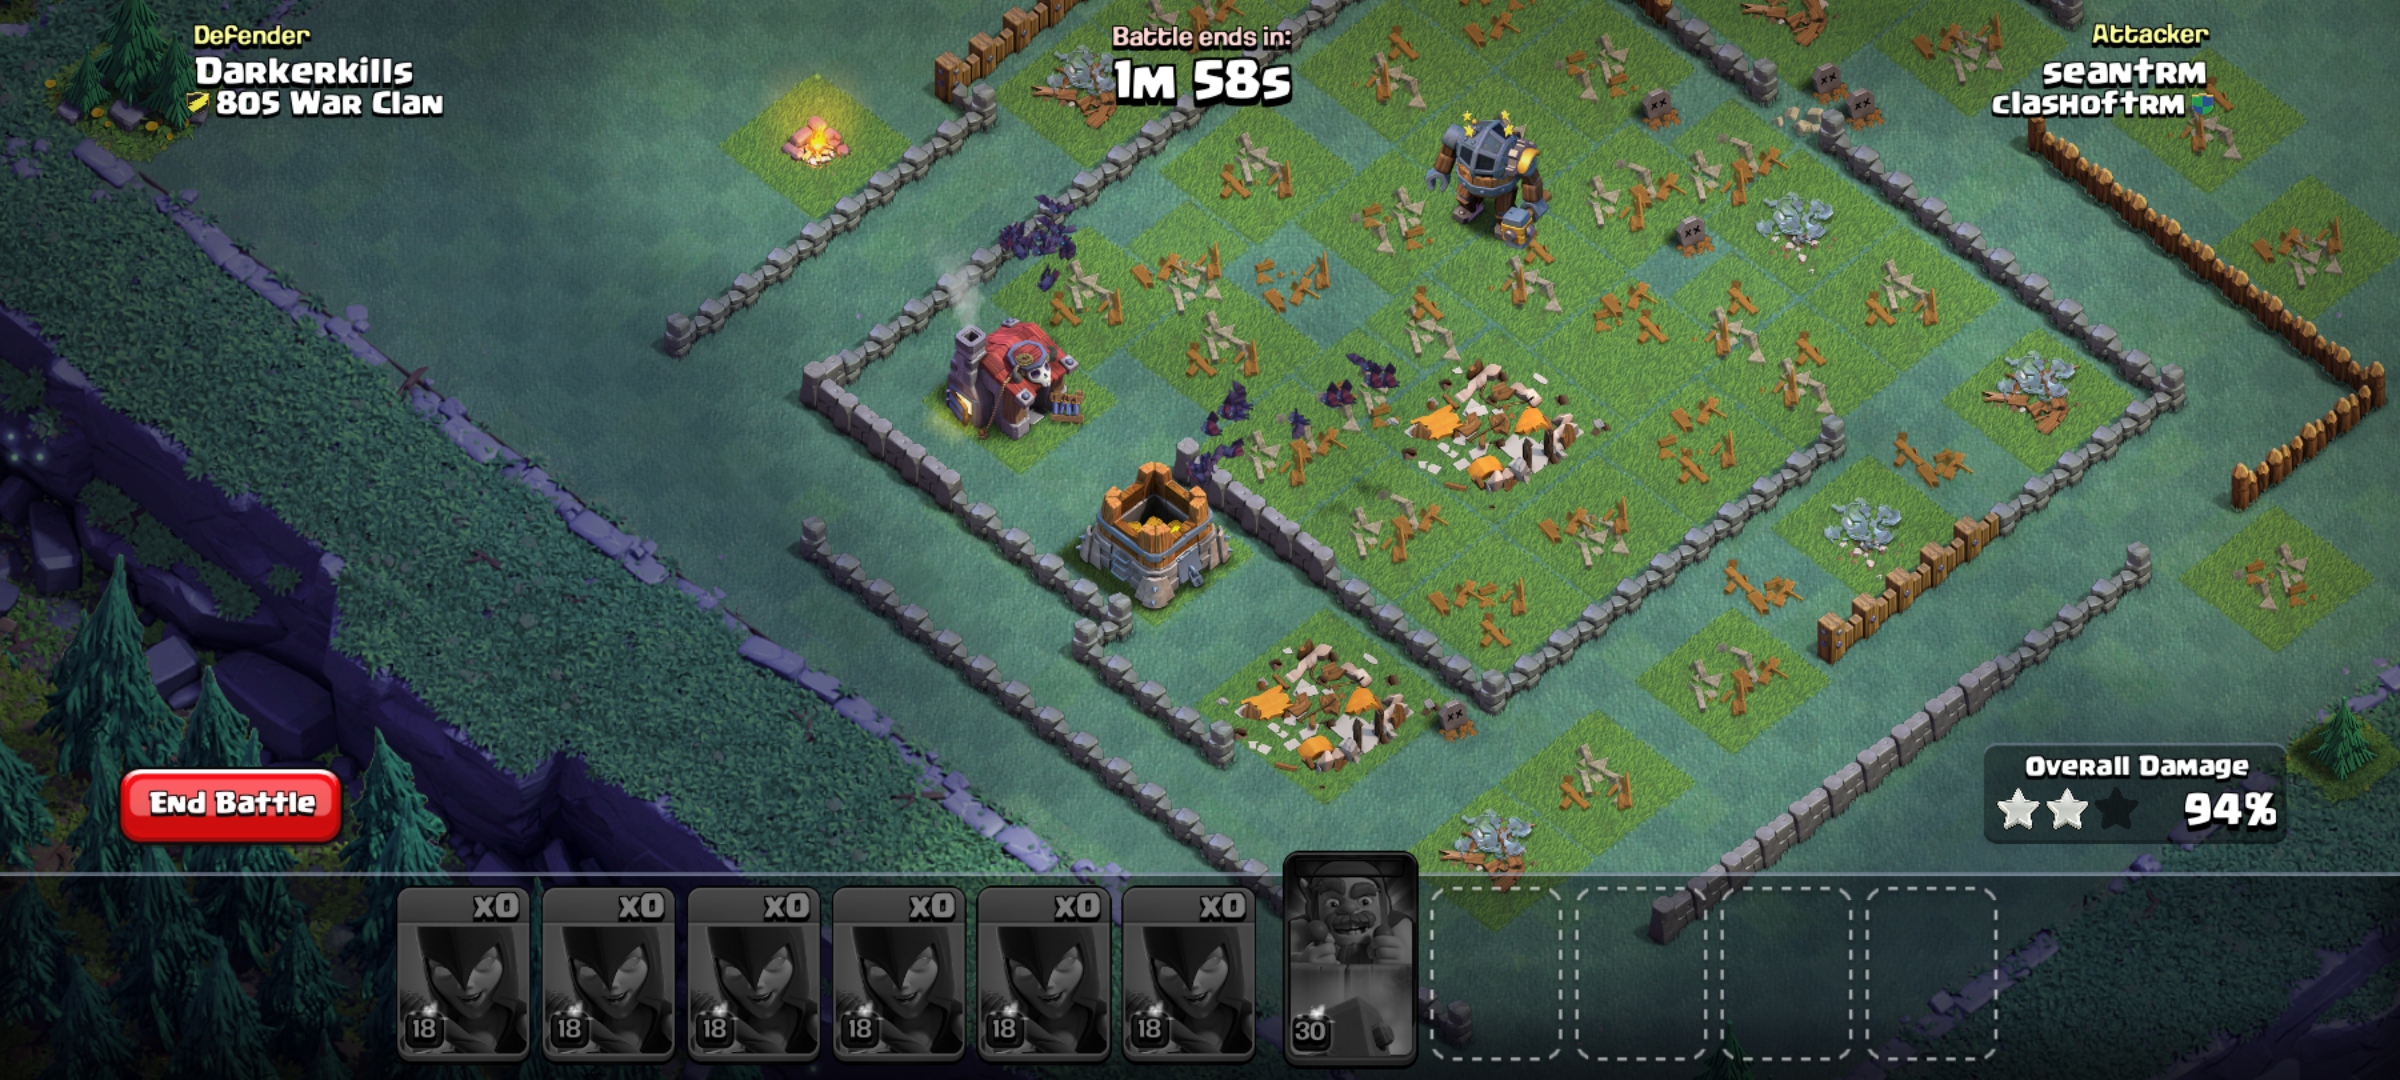 Defender
Darkerkills
805 War Clan
Battle ends in:
1M 58s
Attacker
seantrm
clashoftrm
End Battle
Overall Damage
94%
x0 x0 x0 x0 x0 x0
18 18 18 18 18 18 30